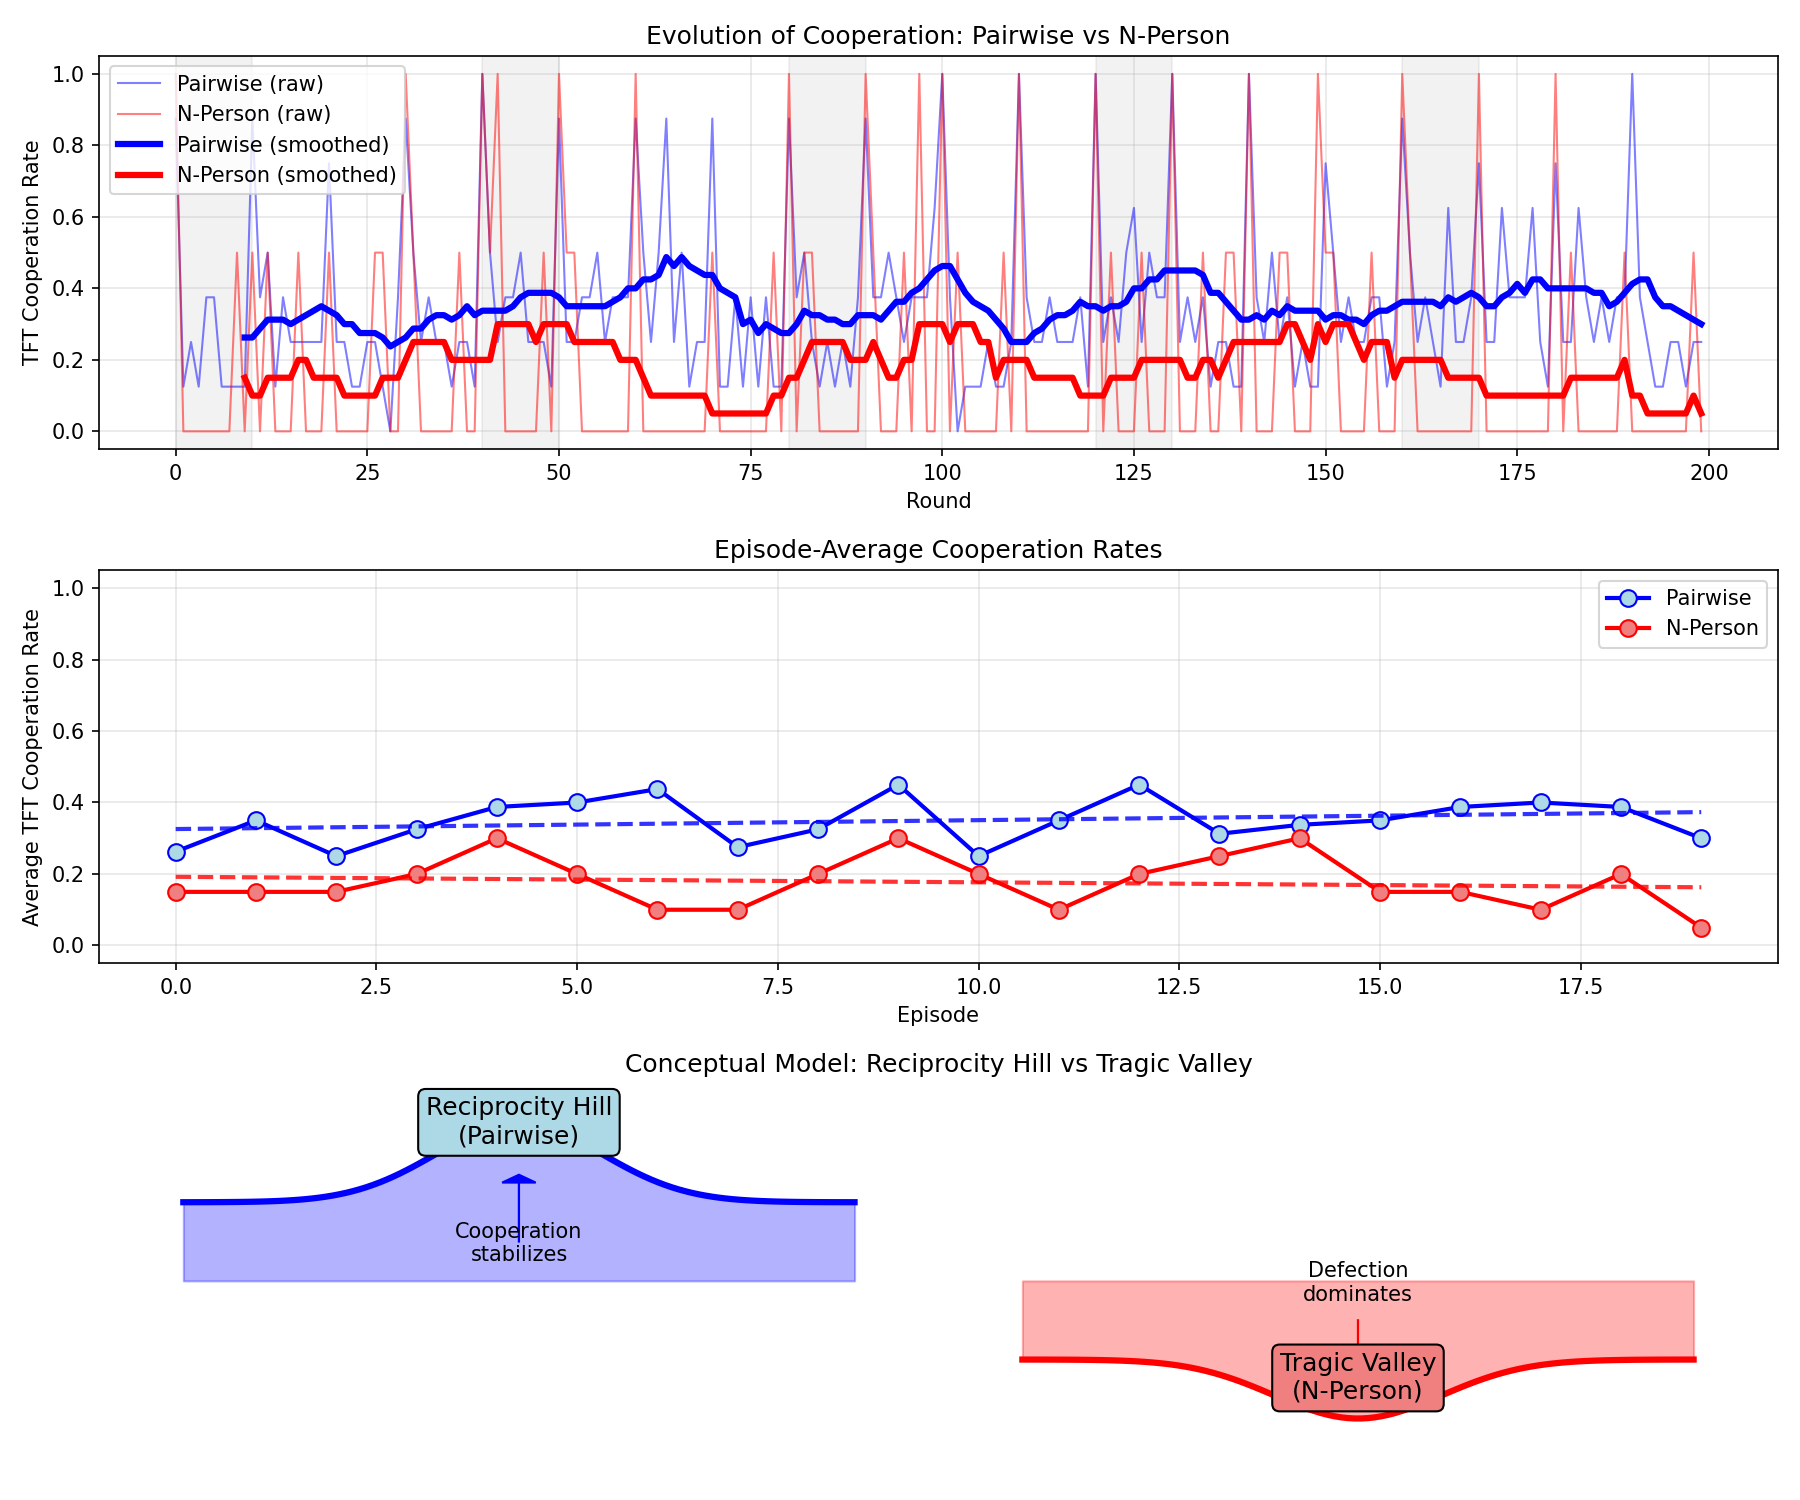 Evolution of Cooperation: Pairwise vs N-Person
TFT Cooperation Rate
1.0
0.8
0.6
0.4
0.2
0.0
Pairwise (raw)
N-Person (raw)
Pairwise (smoothed)
N-Person (smoothed)
0 25 50 75 100 125 150 175 200
Round
Episode-Average Cooperation Rates
Average TFT Cooperation Rate
1.0
0.8
0.6
0.4
0.2
0.0
Pairwise
N-Person
0.0 2.5 5.0 7.5 10.0 12.5 15.0 17.5
Episode
Conceptual Model: Reciprocity Hill vs Tragic Valley
Reciprocity Hill
(Pairwise)
Cooperation
stabilizes
Defection
dominates
Tragic Valley
(N-Person)